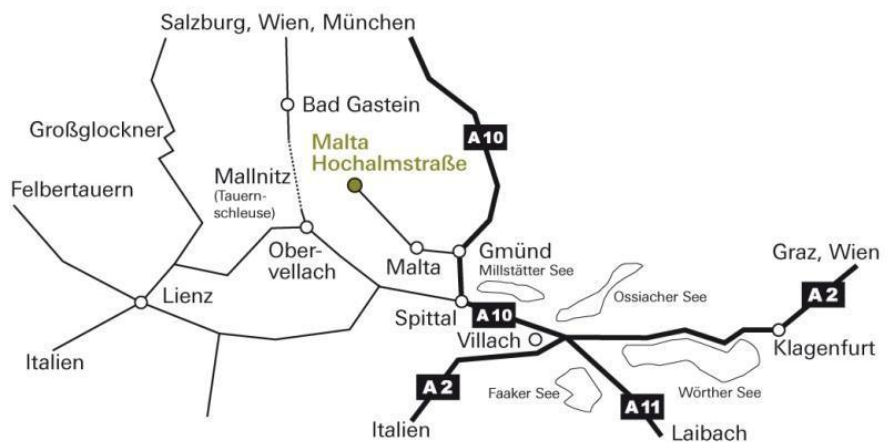 Salzburg, Wien, München
Bad Gastein
Großglockner
A10
Malta
Hochalmstraße
Mallnitz
(Tauern-
schleuse)
Felbertauern
Ober-
vellach
Malta
Gmünd
Millstätter See
Graz, Wien
Lienz
Spittal
A10
Ossiacher See
A2
Villach
Klagenfurt
Italien
A2
Faaker See
A11
Wörther See
Italien
Laibach